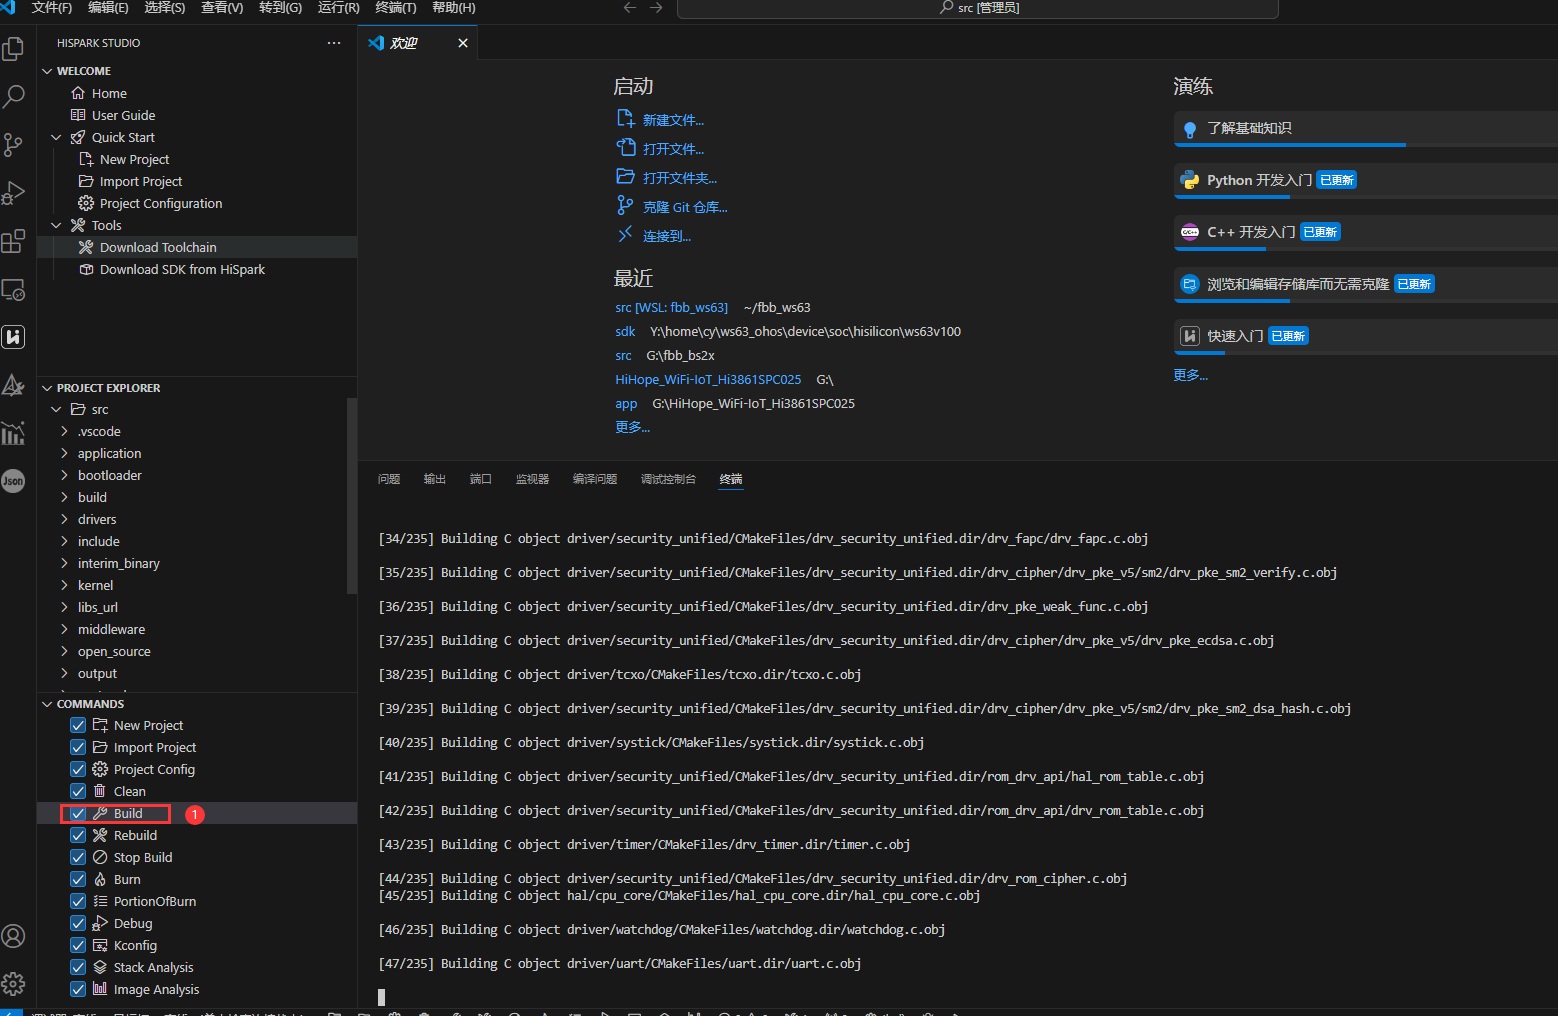 文件(F) 编辑(E) 选择(S) 查看(V) 转到(G) 运行(R) 终端(T) 帮助(H)
src [管理员]
HISPARK STUDIO
WELCOME
Home
User Guide
Quick Start
New Project
Import Project
Project Configuration
Tools
Download Toolchain
Download SDK from HiSpark
PROJECT EXPLORER
src
.vscode
application
bootloader
build
drivers
include
interim_binary
kernel
libs_url
middleware
open_source
output
COMMANDS
New Project
Import Project
Project Config
Clean
Build 1
Rebuild
Stop Build
Burn
PortionOfBurn
Debug
Kconfig
Stack Analysis
Image Analysis
Json
欢迎
启动
新建文件...
打开文件...
打开文件夹...
克隆 Git 仓库...
连接到...
最近
src [WSL: fbb_ws63] ~/fbb_ws63
sdk Y:\home\cy\ws63_ohos\device\soc\hisilicon\ws63v100
src G:\fbb_bs2x
HiHope_WiFi-IoT_Hi3861SPC025 G:\
app G:\HiHope_WiFi-IoT_Hi3861SPC025
更多...
演练
了解基础知识
Python 开发入门 已更新
C++ 开发入门 已更新
浏览和编辑存储库而无需克隆 已更新
快速入门 已更新
更多...
问题 输出 端口 监视器 编译问题 调试控制台 终端
[34/235] Building C object driver/security_unified/CMakeFiles/drv_security_unified.dir/drv_fapc/drv_fapc.c.obj
[35/235] Building C object driver/security_unified/CMakeFiles/drv_security_unified.dir/drv_cipher/drv_pke_v5/sm2/drv_pke_sm2_verify.c.obj
[36/235] Building C object driver/security_unified/CMakeFiles/drv_security_unified.dir/drv_pke_weak_func.c.obj
[37/235] Building C object driver/security_unified/CMakeFiles/drv_security_unified.dir/drv_cipher/drv_pke_v5/drv_pke_ecdsa.c.obj
[38/235] Building C object driver/tcxo/CMakeFiles/tcxo.dir/tcxo.c.obj
[39/235] Building C object driver/security_unified/CMakeFiles/drv_security_unified.dir/drv_cipher/drv_pke_v5/sm2/drv_pke_sm2_dsa_hash.c.obj
[40/235] Building C object driver/systick/CMakeFiles/systick.dir/systick.c.obj
[41/235] Building C object driver/security_unified/CMakeFiles/drv_security_unified.dir/rom_drv_api/hal_rom_table.c.obj
[42/235] Building C object driver/security_unified/CMakeFiles/drv_security_unified.dir/rom_drv_api/drv_rom_table.c.obj
[43/235] Building C object driver/timer/CMakeFiles/drv_timer.dir/timer.c.obj
[44/235] Building C object driver/security_unified/CMakeFiles/drv_security_unified.dir/drv_rom_cipher.c.obj
[45/235] Building C object hal/cpu_core/CMakeFiles/hal_cpu_core.dir/hal_cpu_core.c.obj
[46/235] Building C object driver/watchdog/CMakeFiles/watchdog.dir/watchdog.c.obj
[47/235] Building C object driver/uart/CMakeFiles/uart.dir/uart.c.obj